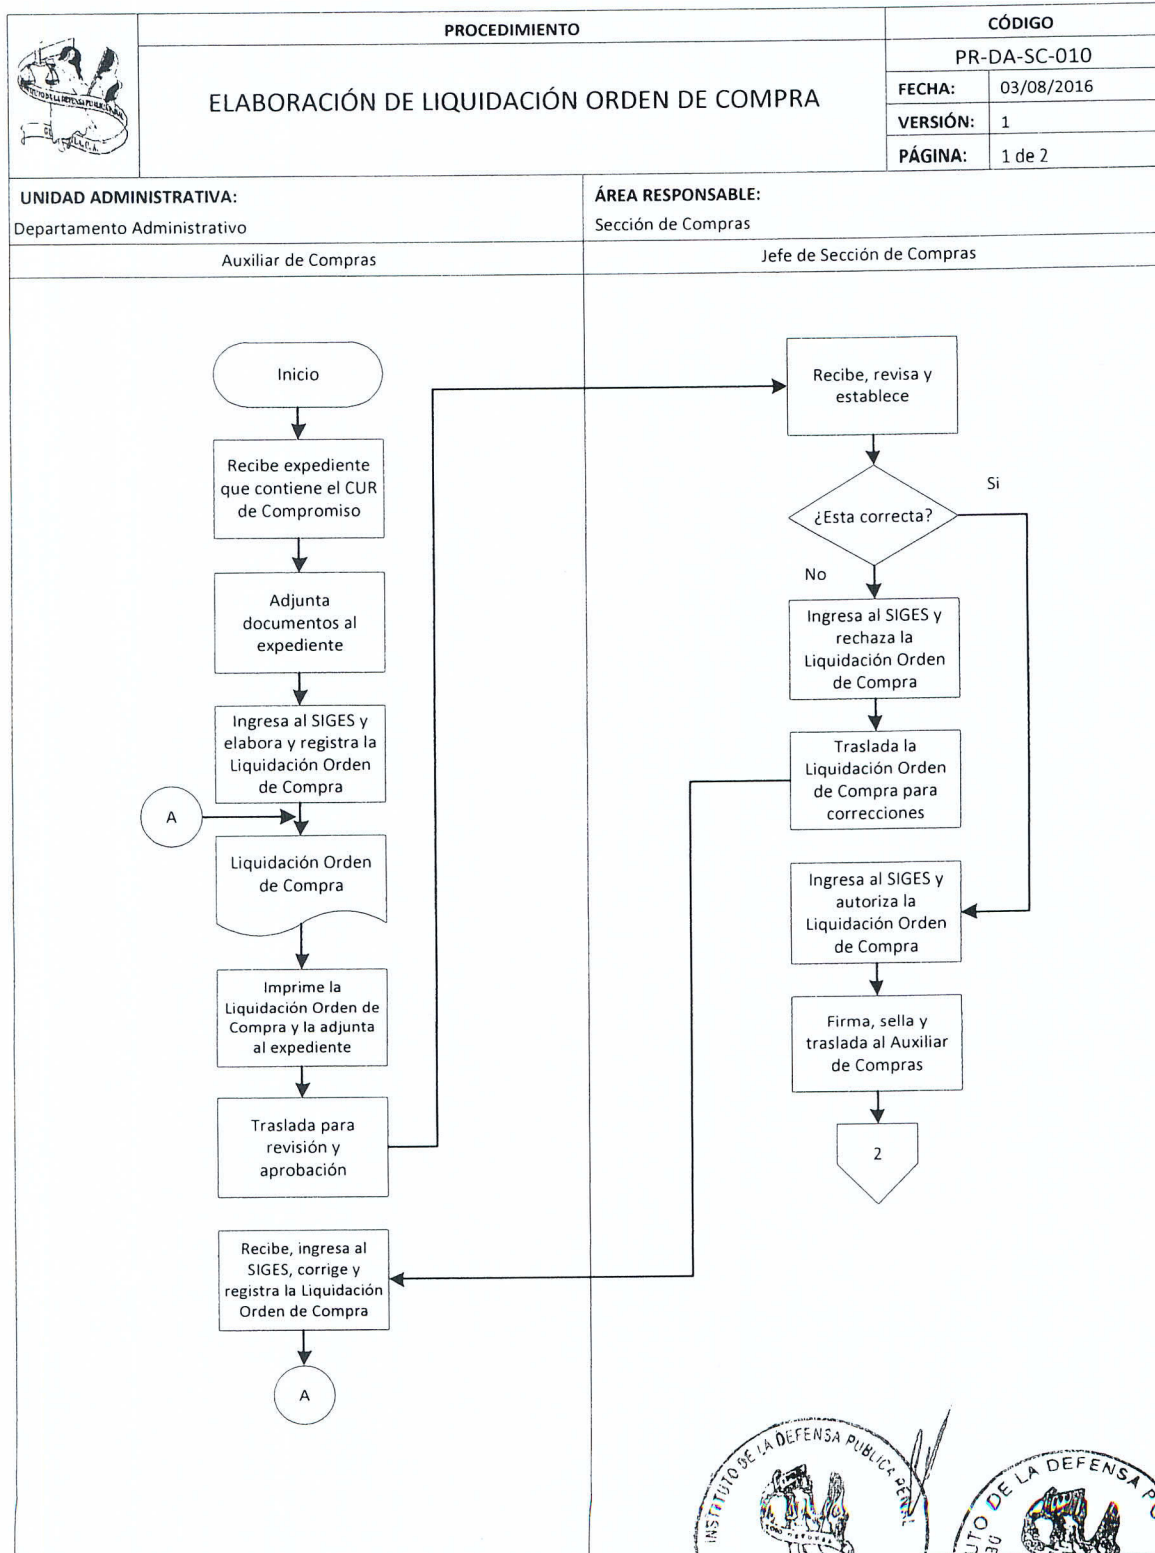 PROCEDIMIENTO
ELABORACIÓN DE LIQUIDACIÓN ORDEN DE COMPRA
CÓDIGO
PR-DA-SC-010
FECHA: 03/08/2016
VERSIÓN: 1
PÁGINA: 1 de 2
UNIDAD ADMINISTRATIVA:
Departamento Administrativo
ÁREA RESPONSABLE:
Sección de Compras
Auxiliar de Compras
Jefe de Sección de Compras
Inicio
Recibe expediente
que contiene el CUR
de Compromiso
Adjunta
documentos al
expediente
Ingresa al SIGES y
elabora y registra la
Liquidación Orden
de Compra
A
Liquidación Orden
de Compra
Imprime la
Liquidación Orden de
Compra y la adjunta
al expediente
Traslada para
revisión y
aprobación
Recibe, ingresa al
SIGES, corrige y
registra la Liquidación
Orden de Compra
A
Recibe, revisa y
establece
¿Esta correcta?
Si
No
Ingresa al SIGES y
rechaza la
Liquidación Orden
de Compra
Traslada la
Liquidación Orden
de Compra para
correcciones
Ingresa al SIGES y
autoriza la
Liquidación Orden
de Compra
Firma, sella y
traslada al Auxiliar
de Compras
2
INSTITUTO DE LA DEFENSA PUBLICA PENAL
DE LA DEFENSA